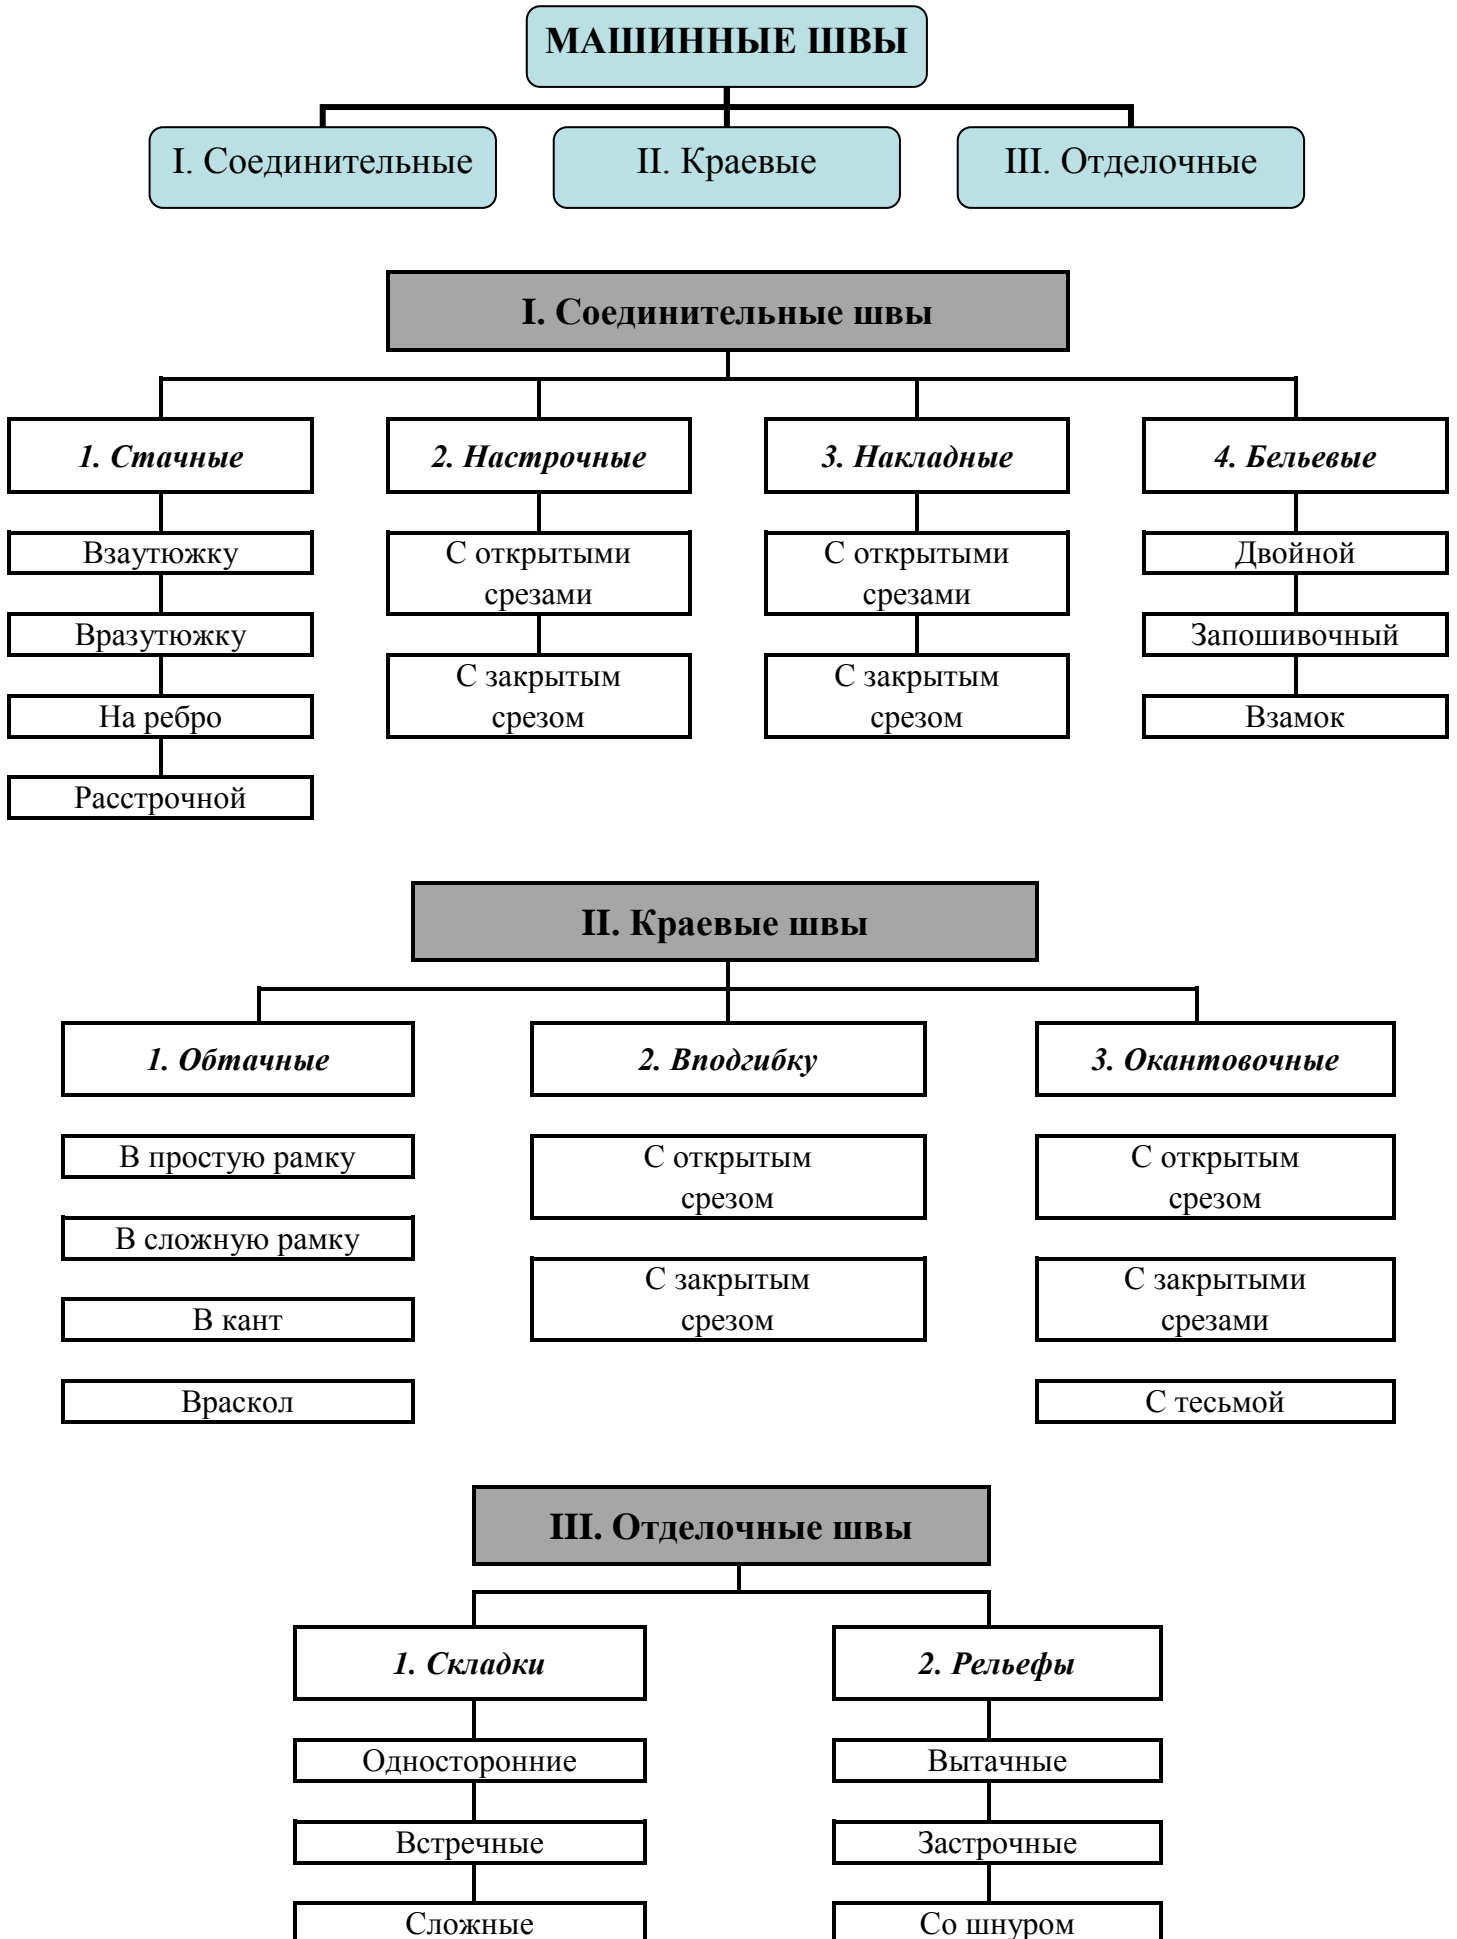 МАШИННЫЕ ШВЫ
I. Соединительные
II. Краевые
III. Отделочные
I. Соединительные швы
1. Стачные
2. Настрочные
3. Накладные
4. Бельевые
Взаутюжку
С открытыми
срезами
С открытыми
срезами
Двойной
Вразутюжку
Запошивочный
С закрытым
срезом
С закрытым
срезом
На ребро
Взамок
Расстрочной
II. Краевые швы
1. Обтачные
2. Вподгибку
3. Окантовочные
В простую рамку
С открытым
срезом
С открытым
срезом
В сложную рамку
С закрытым
срезом
С закрытыми
срезами
В кант
Враскол
С тесьмой
III. Отделочные швы
1. Складки
2. Рельефы
Односторонние
Вытачные
Встречные
Застрочные
Сложные
Со шнуром